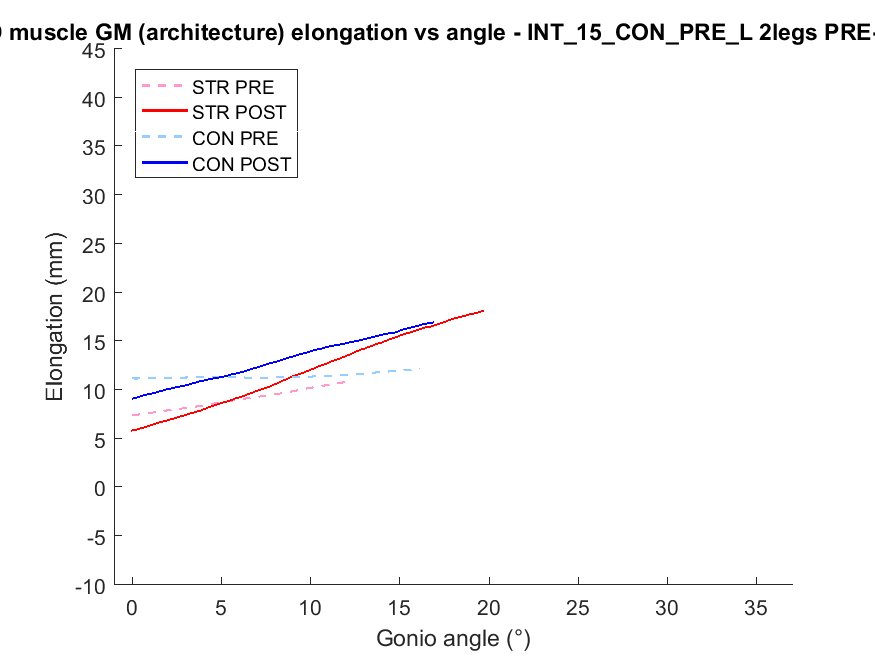 muscle GM (architecture) elongation vs angle - INT_15_CON_PRE_L 2legs PRE-
45
40
35
30
25
20
15
10
5
0
-5
-10
Elongation (mm)
STR PRE
STR POST
CON PRE
CON POST
0 5 10 15 20 25 30 35
Gonio angle (°)